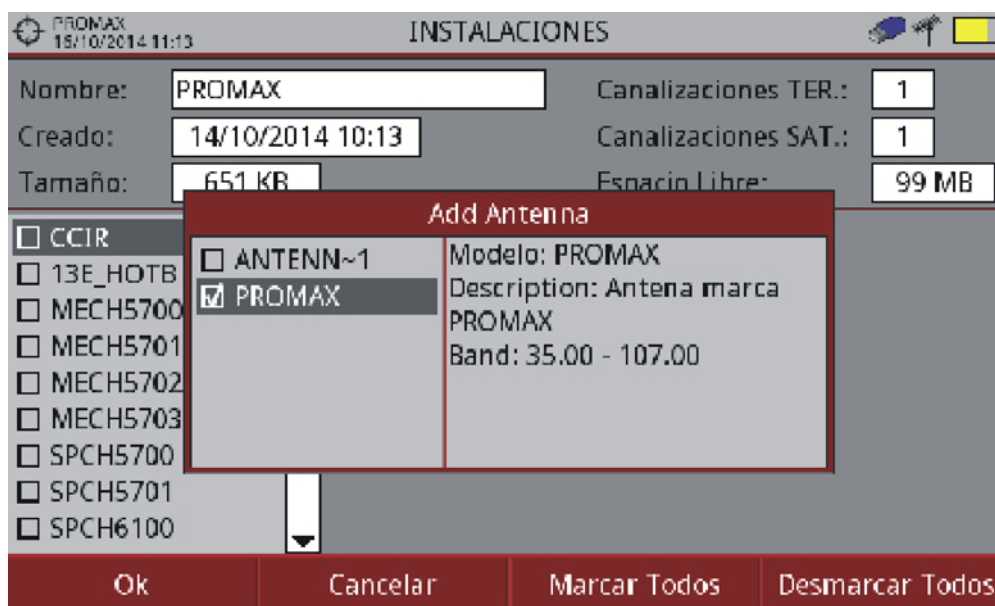 PROMAX
16/10/2014 11:13
INSTALACIONES
Nombre: PROMAX Canalizaciones TER.: 1
Creado: 14/10/2014 10:13 Canalizaciones SAT.: 1
Tamaño: 651 KB Espacio Libre: 99 MB
Add Antenna
CCIR
13E_HOTB
MECH5700
MECH5701
MECH5702
MECH5703
SPCH5700
SPCH5701
SPCH6100
ANTENN~1
PROMAX
Modelo: PROMAX
Description: Antena marca
PROMAX
Band: 35.00 - 107.00
Ok Cancelar Marcar Todos Desmarcar Todos